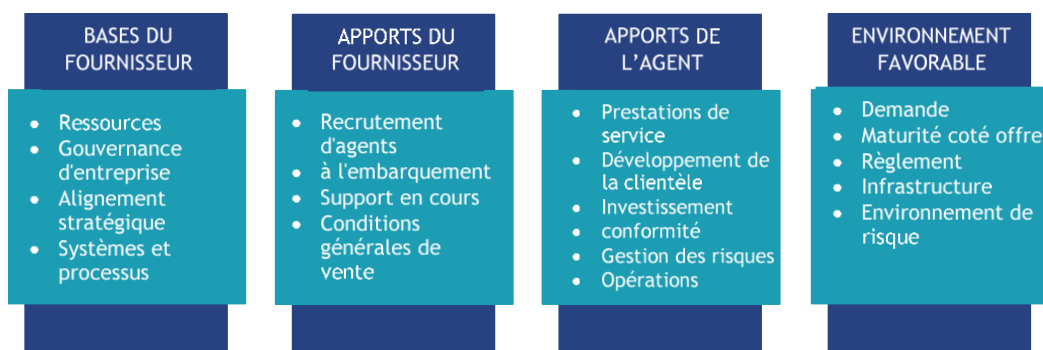 BASES DU
FOURNISSEUR
• Ressources
• Gouvernance
d'entreprise
• Alignement
stratégique
• Systèmes et
processus
APPORTS DU
FOURNISSEUR
• Recrutement
d'agents
• à l'embarquement
• Support en cours
• Conditions
générales de
vente
APPORTS DE
L’AGENT
• Prestations de
service
• Développement de
la clientèle
• Investissement
• conformité
• Gestion des risques
• Opérations
ENVIRONNEMENT
FAVORABLE
• Demande
• Maturité coté offre
• Règlement
• Infrastructure
• Environnement de
risque